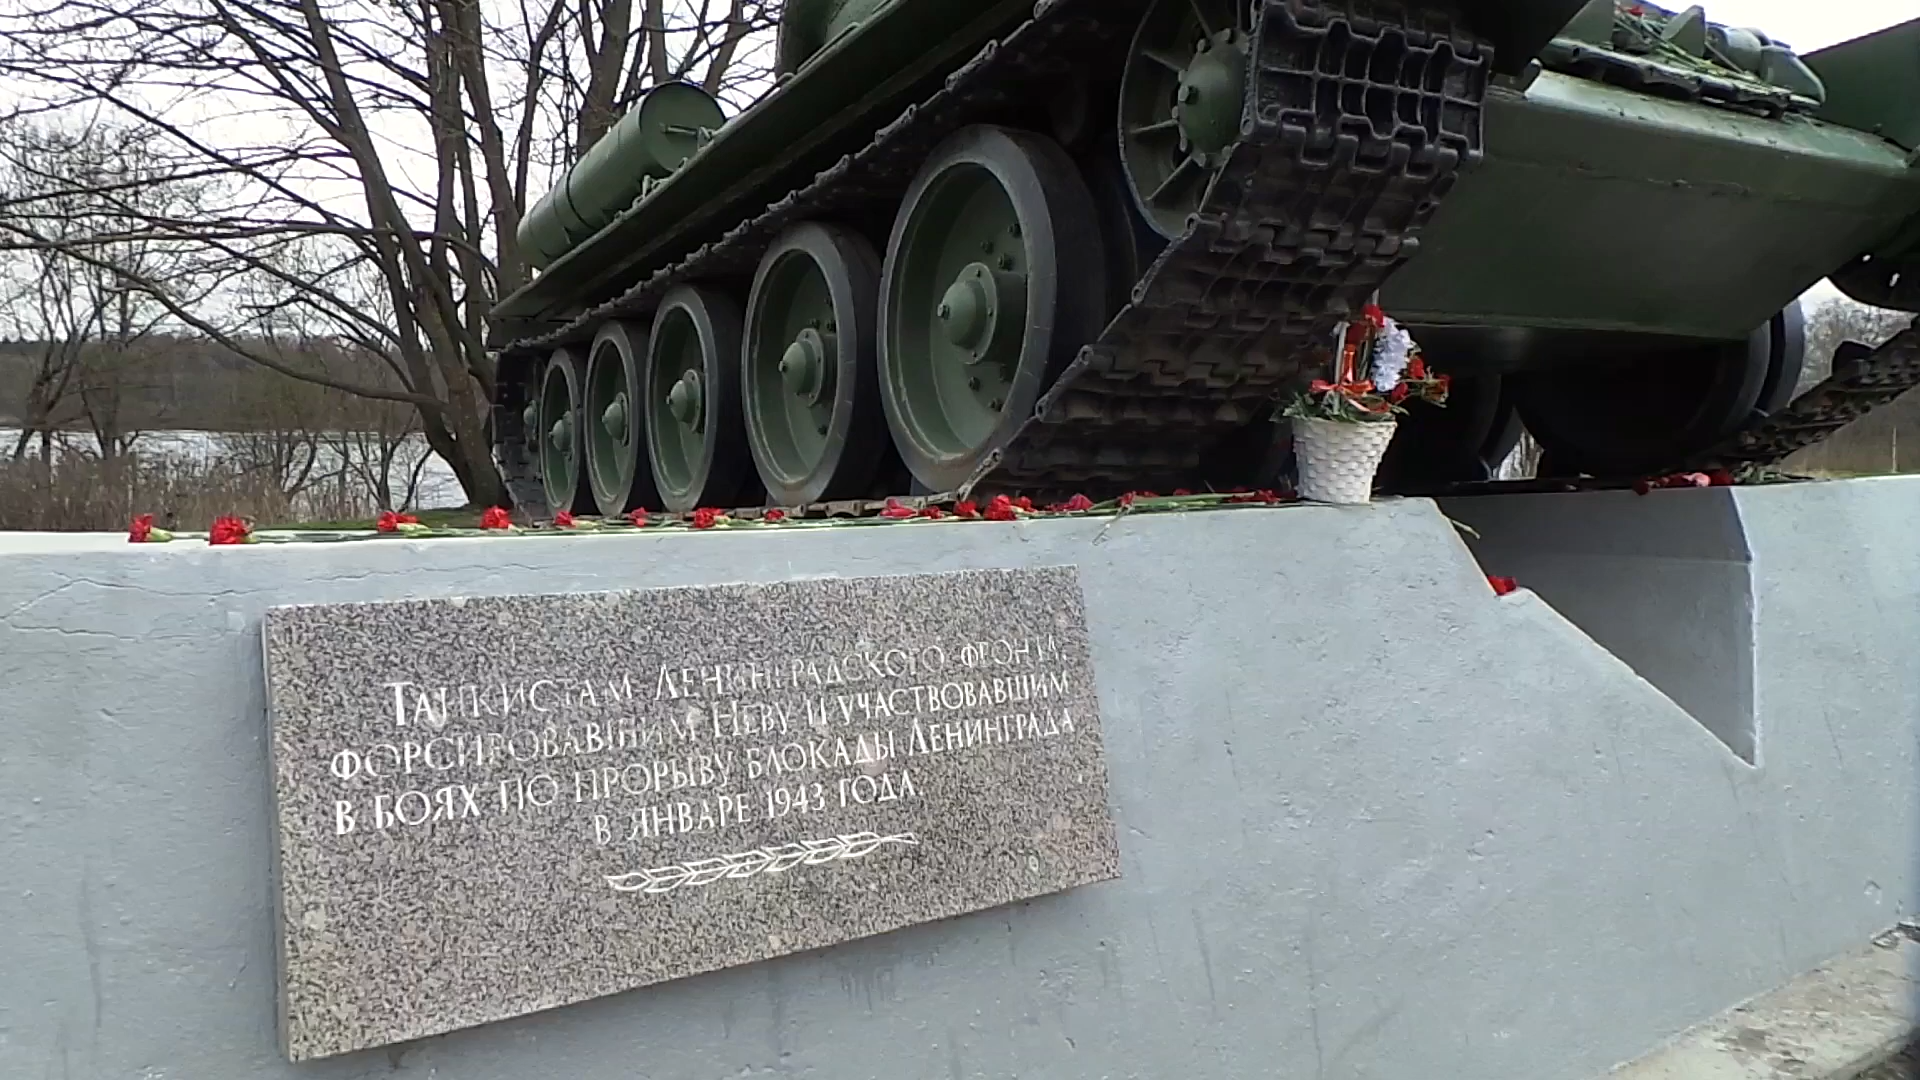 Танкистам Ленинградского фронта,
форсировавшим Неву и участвовавшим
в боях по прорыву блокады Ленинграда
в январе 1943 года